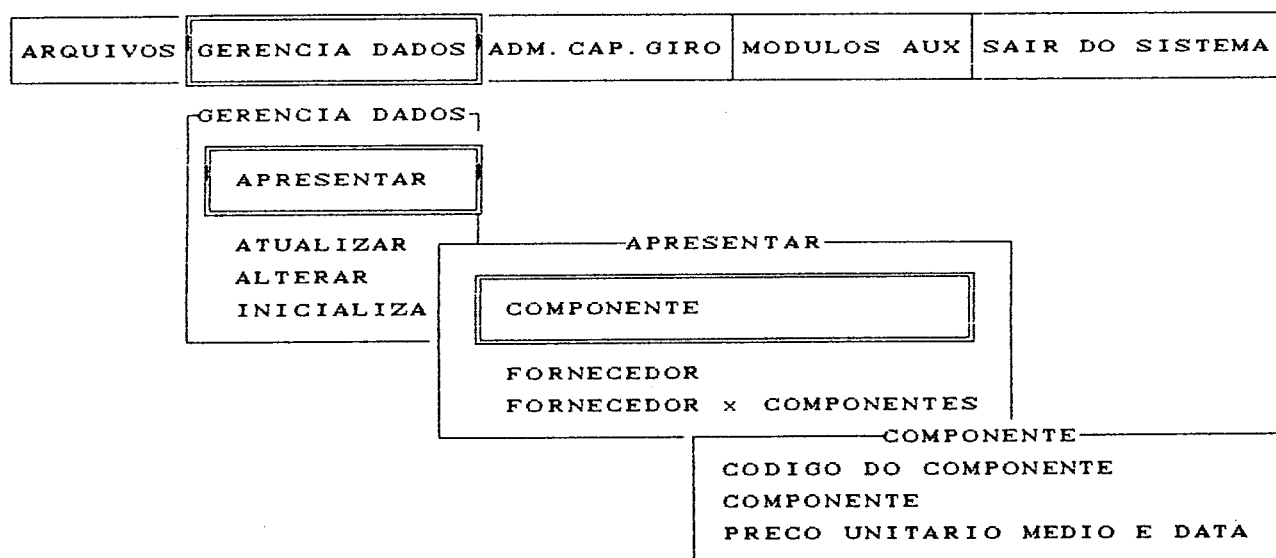 ARQUIVOS GERENCIA DADOS ADM. CAP. GIRO MODULOS AUX SAIR DO SISTEMA
GERENCIA DADOS
APRESENTAR
ATUALIZAR
ALTERAR
INICIALIZA
APRESENTAR
COMPONENTE
FORNECEDOR
FORNECEDOR x COMPONENTES
COMPONENTE
CODIGO DO COMPONENTE
COMPONENTE
PRECO UNITARIO MEDIO E DATA